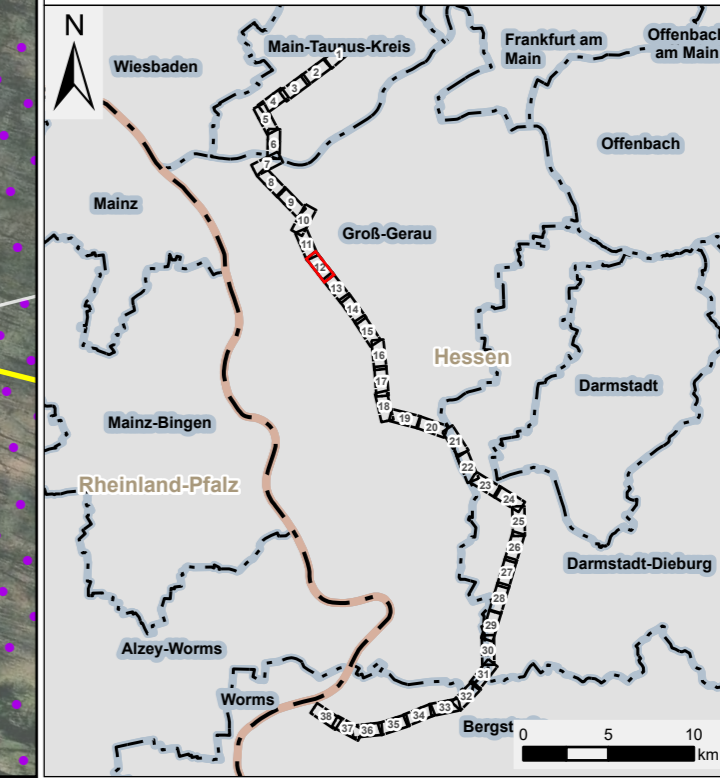 N
Wiesbaden
Main-Taunus-Kreis
Frankfurt am
Main
Offenbach
am Main
Offenbach
Mainz
Groß-Gerau
Hessen
Darmstadt
Mainz-Bingen
Rheinland-Pfalz
Darmstadt-Dieburg
Alzey-Worms
Worms
Bergst
1
2
3
4
5
6
7
8
9
10
11
12
13
14
15
16
17
18
19
20
21
22
23
24
25
26
27
28
29
30
31
32
33
34
35
36
37
38
0 5 10
km